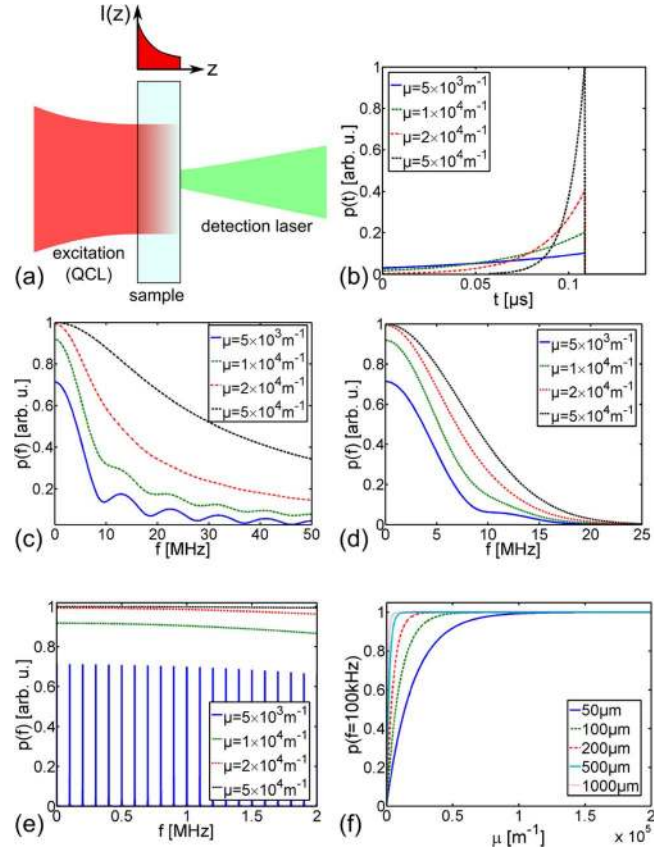 I(z)
z
excitation
(QCL)
sample
detection laser
(a)
p(t) [arb. u.]
1
0.8
0.6
0.4
0.2
0
μ=5×10³m⁻¹
μ=1×10⁴m⁻¹
μ=2×10⁴m⁻¹
μ=5×10⁴m⁻¹
0.05 0.1
t [μs]
(b)
p(f) [arb. u.]
1
0.8
0.6
0.4
0.2
μ=5×10³m⁻¹
μ=1×10⁴m⁻¹
μ=2×10⁴m⁻¹
μ=5×10⁴m⁻¹
0 10 20 30 40 50
f [MHz]
(c)
p(f) [arb. u.]
1
0.8
0.6
0.4
0.2
μ=5×10³m⁻¹
μ=1×10⁴m⁻¹
μ=2×10⁴m⁻¹
μ=5×10⁴m⁻¹
0 5 10 15 20 25
f [MHz]
(d)
p(f) [arb. u.]
1
0.8
0.6
0.4
0.2
0
μ=5×10³m⁻¹
μ=1×10⁴m⁻¹
μ=2×10⁴m⁻¹
μ=5×10⁴m⁻¹
0 0.5 1 1.5 2
f [MHz]
(e)
p(f=100kHz)
1
0.8
0.6
0.4
0.2
0
50μm
100μm
200μm
500μm
1000μm
0 0.5 1 1.5 2
μ [m⁻¹]
× 10⁵
(f)